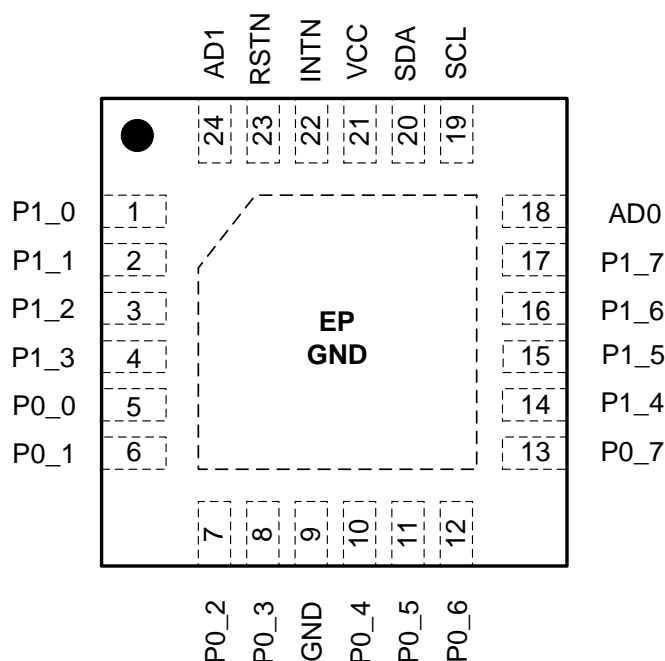 AD1 RSTN INTN VCC SDA SCL
24 23 22 21 20 19
P1_0 1 18 AD0
P1_1 2 17 P1_7
P1_2 3 16 P1_6
P1_3 4 EP 15 P1_5
GND
P0_0 5 14 P1_4
P0_1 6 13 P0_7
7 8 9 10 11 12
P0_2 P0_3 GND P0_4 P0_5 P0_6